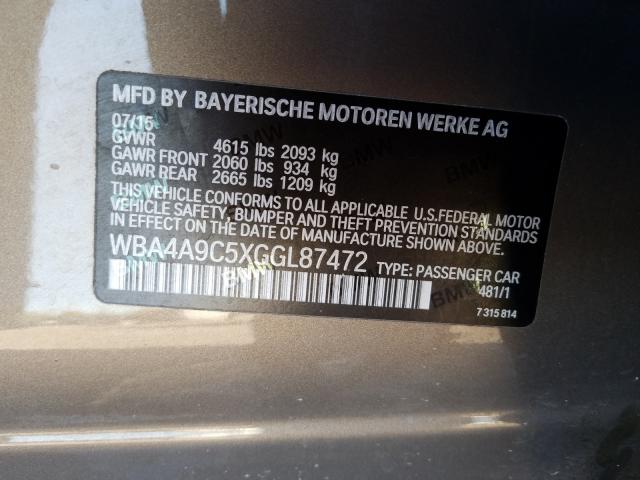 MFD BY BAYERISCHE MOTOREN WERKE AG
07/15
GVWR 4615 lbs 2093 kg
GAWR FRONT 2060 lbs 934 kg
GAWR REAR 2665 lbs 1209 kg
THIS VEHICLE CONFORMS TO ALL APPLICABLE U.S.FEDERAL MOTOR
VEHICLE SAFETY, BUMPER AND THEFT PREVENTION STANDARDS
IN EFFECT ON THE DATE OF MANUFACTURE SHOWN ABOVE.
WBA4A9C5XGGL87472 TYPE: PASSENGER CAR
481/1
7 315 814